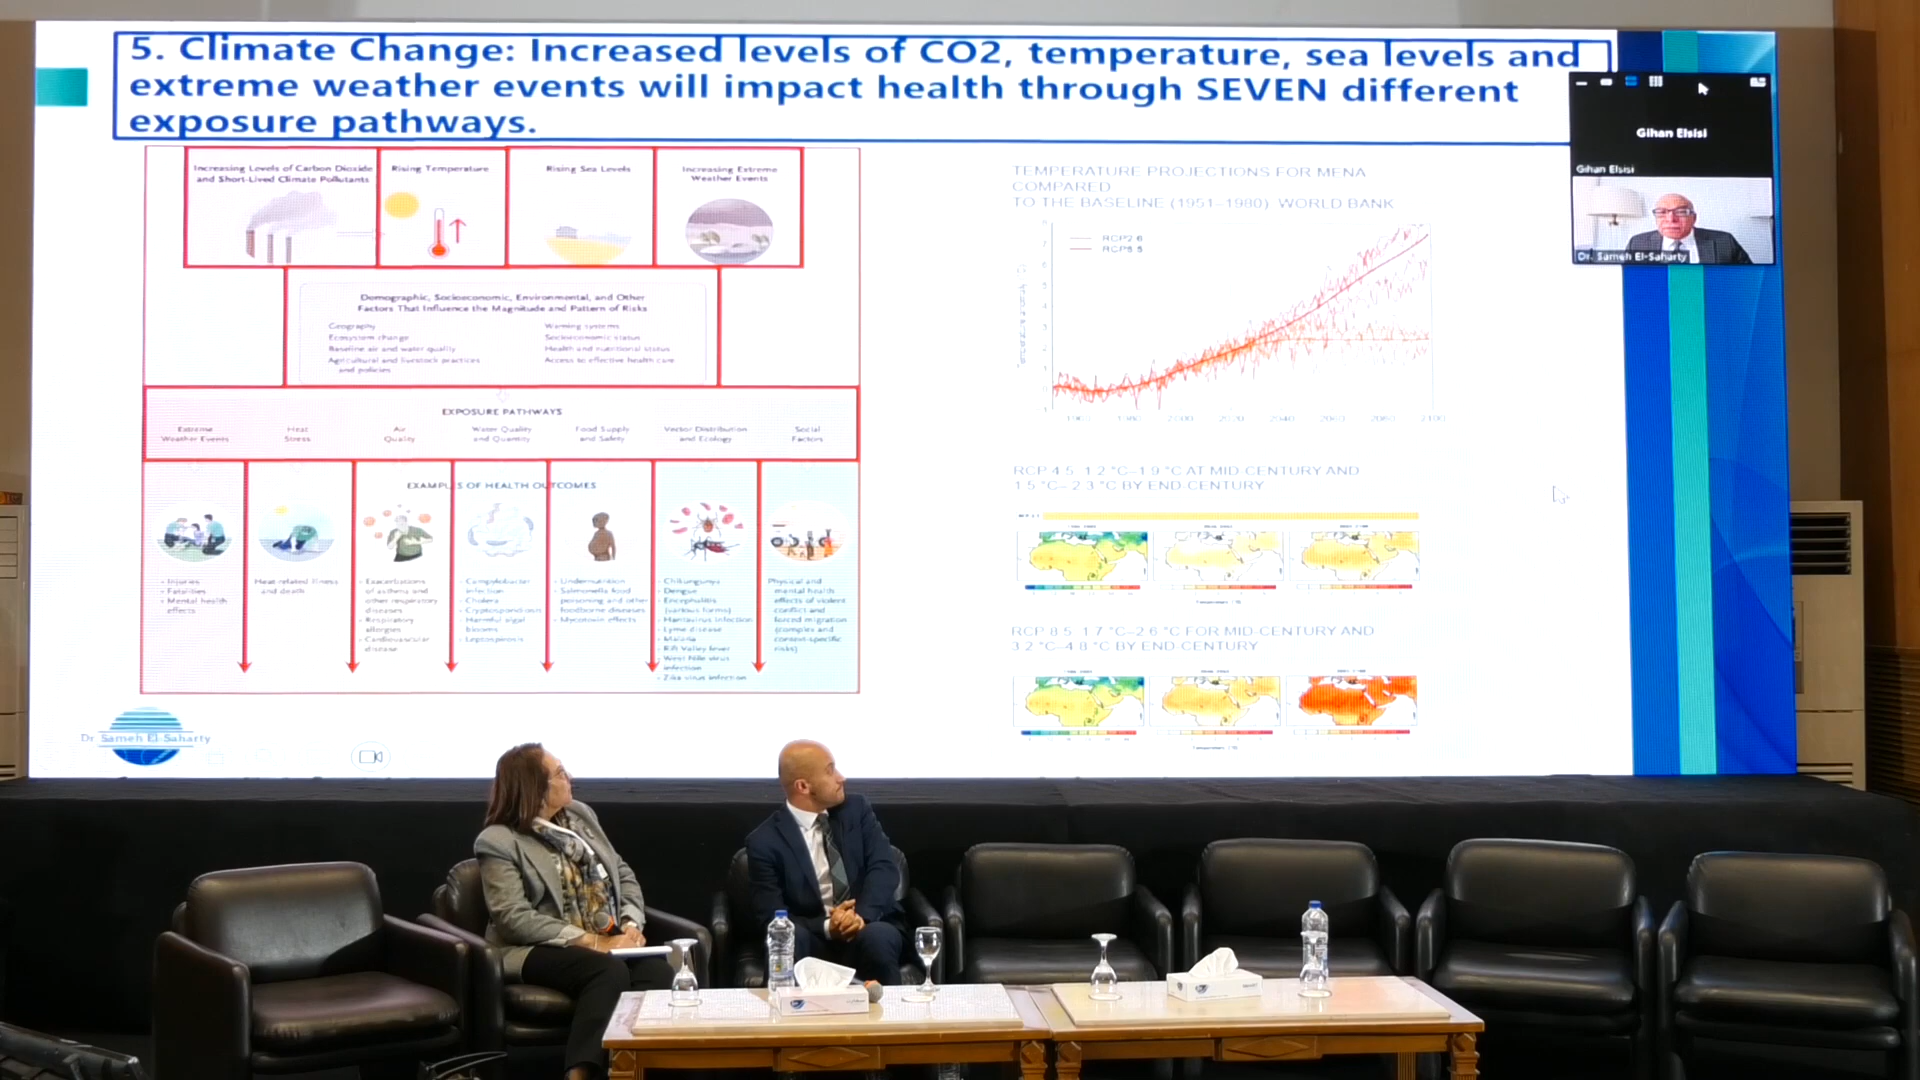 5. Climate Change: Increased levels of CO2, temperature, sea levels and
extreme weather events will impact health through SEVEN different
exposure pathways.
Gihan Elsisi
Gihan Elsisi
Dr. Sameh El-Saharty
Increasing Levels of Carbon Dioxide
and Short-Lived Climate Pollutants
Rising Temperature
Rising Sea Levels
Increasing Extreme
Weather Events
Demographic, Socioeconomic, Environmental, and Other
Factors That Influence the Magnitude and Pattern of Risks
Geography
Ecosystem change
Baseline air and water quality
Agricultural and livestock practices
and policies
Warning systems
Socioeconomic status
Health and nutritional status
Access to effective health care
EXPOSURE PATHWAYS
Extreme
Weather Events
Heat
Stress
Air
Quality
Water Quality
and Quantity
Food Supply
and Safety
Vector Distribution
and Ecology
Social
Factors
EXAMPLES OF HEALTH OUTCOMES
• Injuries
• Fatalities
• Mental health
effects
Heat-related illness
and death
• Exacerbations
of asthma and
other respiratory
diseases
• Respiratory
allergies
• Cardiovascular
disease
• Campylobacter
infection
• Cholera
• Cryptosporidiosis
• Harmful algal
blooms
• Leptospirosis
• Undernutrition
• Salmonella food
poisoning and other
foodborne diseases
• Mycotoxin effects
• Chikungunya
• Dengue
• Encephalitis
(various forms)
• Hantavirus infection
• Lyme disease
• Malaria
• Rift Valley fever
• West Nile virus
infection
• Zika virus infection
Physical and
mental health
effects of violent
conflict and
forced migration
(complex and
context-specific
risks)
TEMPERATURE PROJECTIONS FOR MENA
COMPARED
TO THE BASELINE (1951–1980) WORLD BANK
RCP2.6
RCP8.5
1960 1980 2000 2020 2040 2060 2080 2100
RCP 4.5 1.2 °C–1.9 °C AT MID-CENTURY AND
1.5 °C–2.3 °C BY END-CENTURY
RCP 8.5 1.7 °C–2.6 °C FOR MID-CENTURY AND
3.2 °C–4.8 °C BY END-CENTURY
Dr Sameh El-Saharty